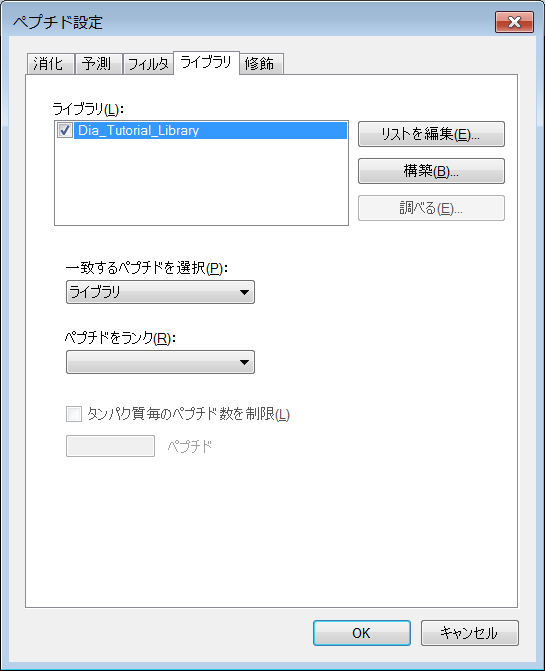 ペプチド設定
消化 予測 フィルタ ライブラリ 修飾
ライブラリ(L):
Dia_Tutorial_Library
リストを編集(E)...
構築(B)...
調べる(E)...
一致するペプチドを選択(P):
ライブラリ
ペプチドをランク(R):
タンパク質毎のペプチド数を制限(L)
ペプチド
OK キャンセル